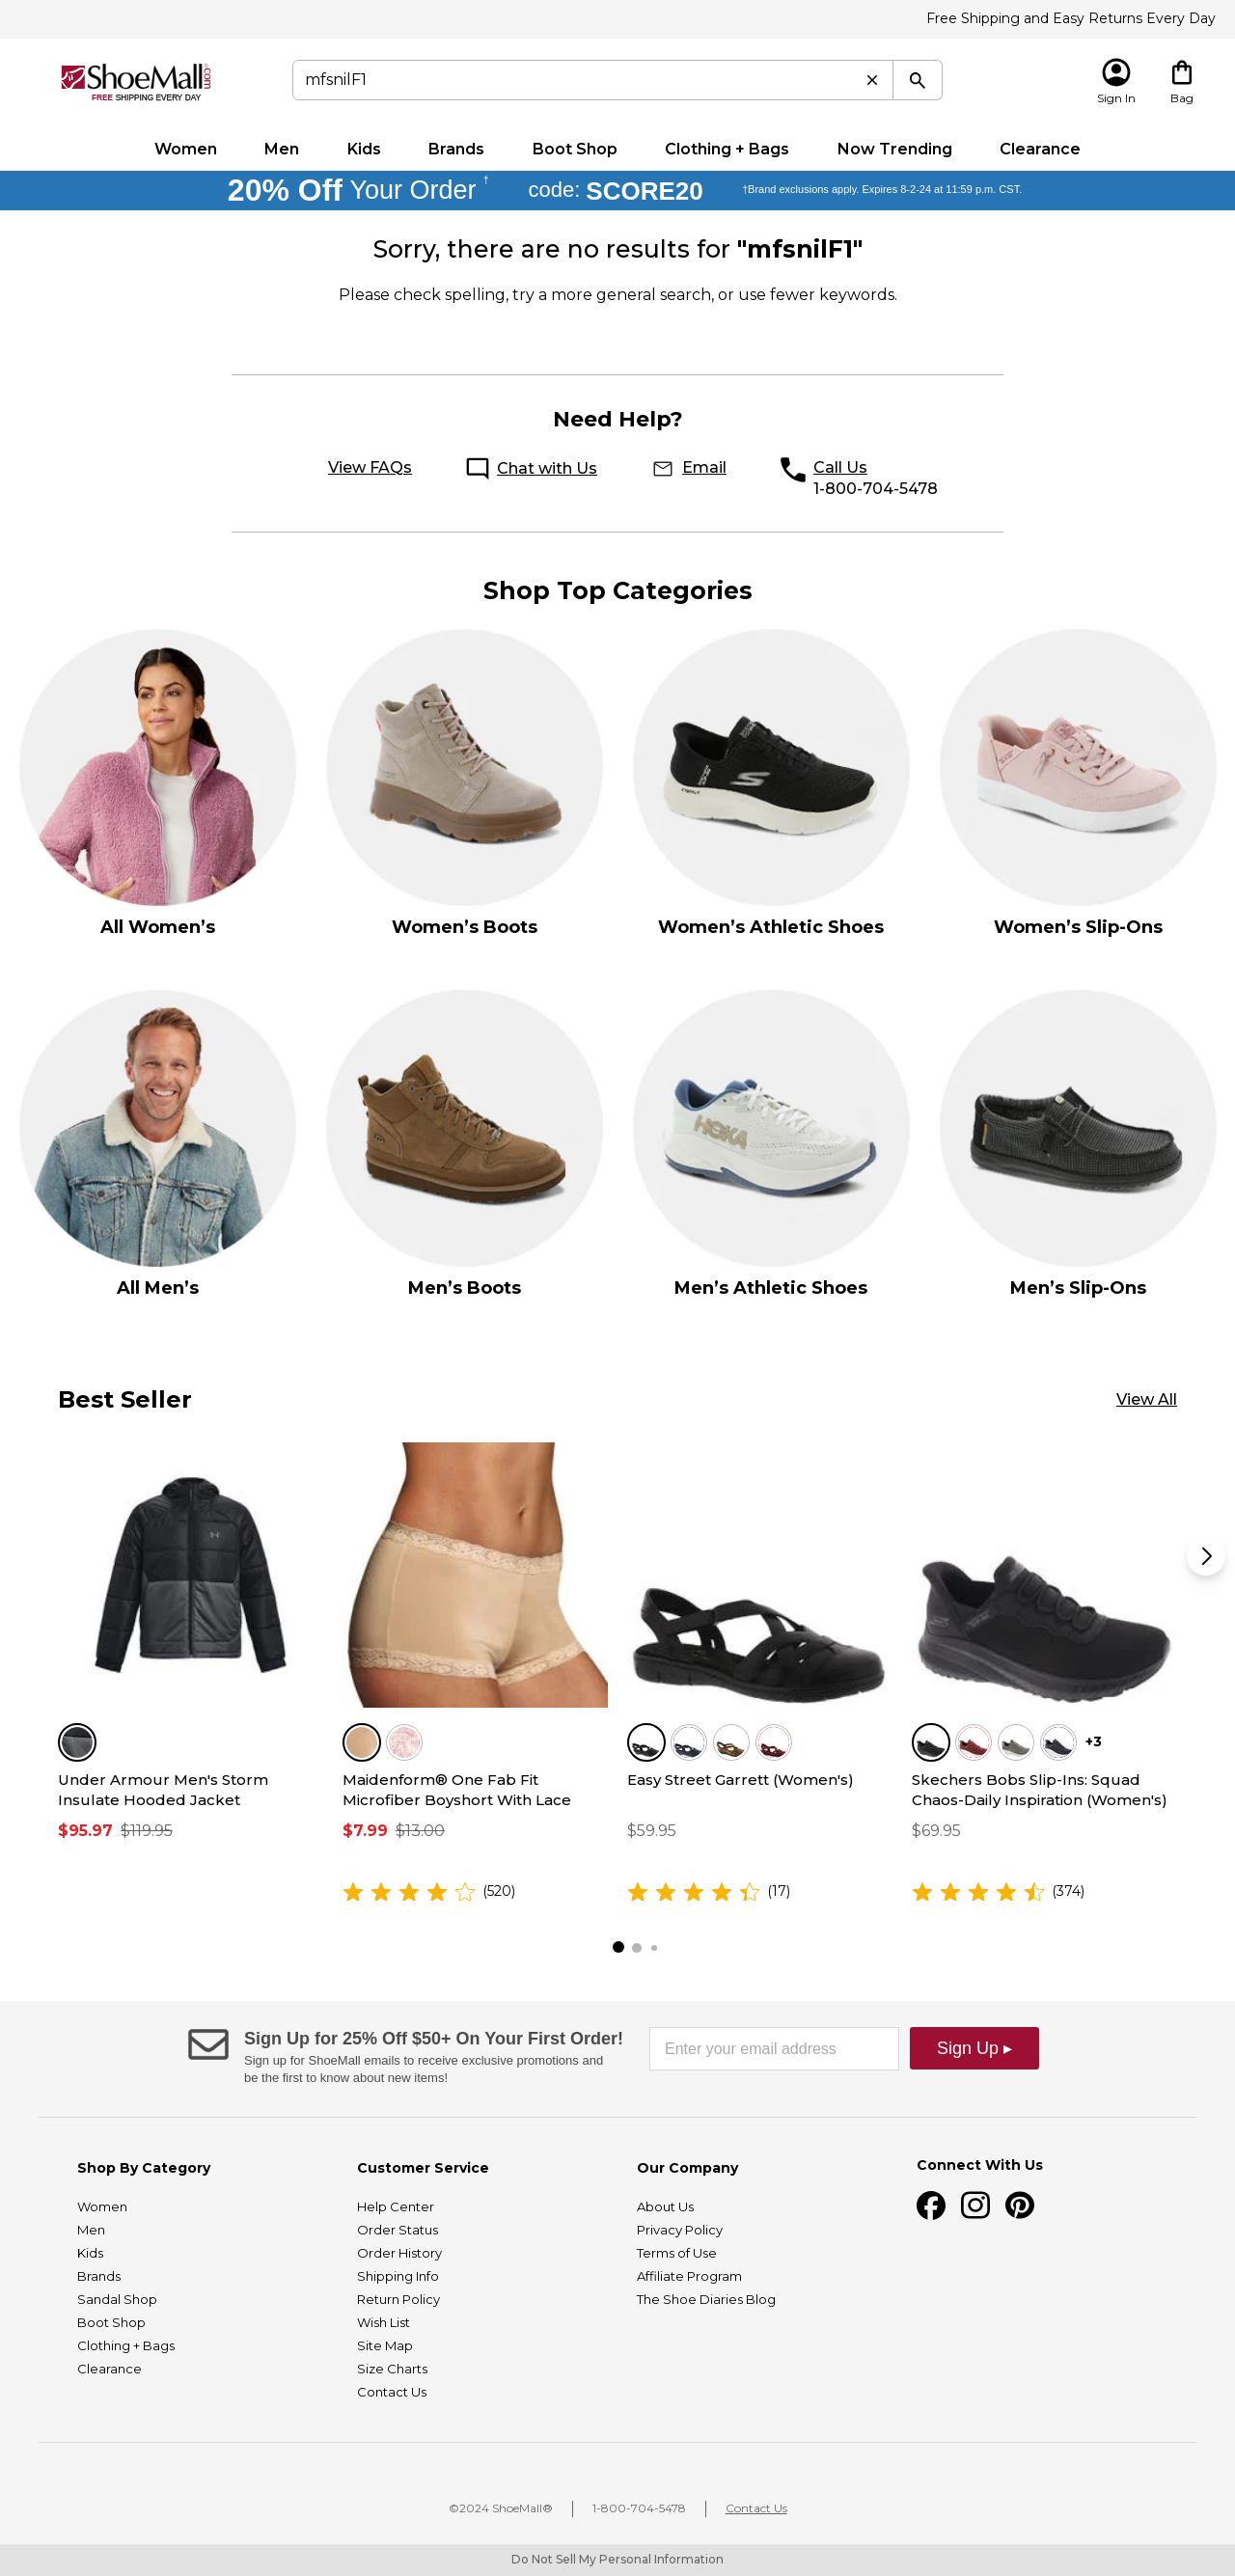 Free Shipping and Easy Returns Every Day
ShoeMall.com
FREE SHIPPING EVERY DAY
mfsnilF1
Sign In
Bag
Women Men Kids Brands Boot Shop Clothing + Bags Now Trending Clearance
20% Off Your Order † code: SCORE20 †Brand exclusions apply. Expires 8-2-24 at 11:59 p.m. CST.
Sorry, there are no results for "mfsnilF1"
Please check spelling, try a more general search, or use fewer keywords.
Need Help?
View FAQs Chat with Us Email Call Us
1-800-704-5478
Shop Top Categories
All Women’s Women’s Boots Women’s Athletic Shoes Women’s Slip-Ons
HOKA
All Men’s Men’s Boots Men’s Athletic Shoes Men’s Slip-Ons
Best Seller View All
+3
Under Armour Men's Storm
Insulate Hooded Jacket
$95.97 $119.95
Maidenform® One Fab Fit
Microfiber Boyshort With Lace
$7.99 $13.00
(520)
Easy Street Garrett (Women's)
$59.95
(17)
Skechers Bobs Slip-Ins: Squad
Chaos-Daily Inspiration (Women's)
$69.95
(374)
Sign Up for 25% Off $50+ On Your First Order!
Sign up for ShoeMall emails to receive exclusive promotions and
be the first to know about new items!
Enter your email address
Sign Up ▸
Shop By Category
Women
Men
Kids
Brands
Sandal Shop
Boot Shop
Clothing + Bags
Clearance
Customer Service
Help Center
Order Status
Order History
Shipping Info
Return Policy
Wish List
Site Map
Size Charts
Contact Us
Our Company
About Us
Privacy Policy
Terms of Use
Affiliate Program
The Shoe Diaries Blog
Connect With Us
©2024 ShoeMall® 1-800-704-5478 Contact Us
Do Not Sell My Personal Information